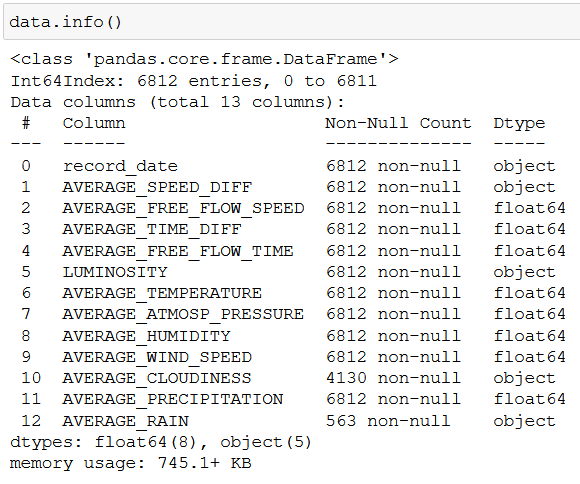 data.info()
<class 'pandas.core.frame.DataFrame'>
Int64Index: 6812 entries, 0 to 6811
Data columns (total 13 columns):
 #   Column                   Non-Null Count  Dtype
---  ------                   --------------  -----
 0   record_date              6812 non-null   object
 1   AVERAGE_SPEED_DIFF       6812 non-null   object
 2   AVERAGE_FREE_FLOW_SPEED  6812 non-null   float64
 3   AVERAGE_TIME_DIFF        6812 non-null   float64
 4   AVERAGE_FREE_FLOW_TIME   6812 non-null   float64
 5   LUMINOSITY               6812 non-null   object
 6   AVERAGE_TEMPERATURE      6812 non-null   float64
 7   AVERAGE_ATMOSP_PRESSURE  6812 non-null   float64
 8   AVERAGE_HUMIDITY         6812 non-null   float64
 9   AVERAGE_WIND_SPEED       6812 non-null   float64
 10  AVERAGE_CLOUDINESS       4130 non-null   object
 11  AVERAGE_PRECIPITATION    6812 non-null   float64
 12  AVERAGE_RAIN             563 non-null    object
dtypes: float64(8), object(5)
memory usage: 745.1+ KB